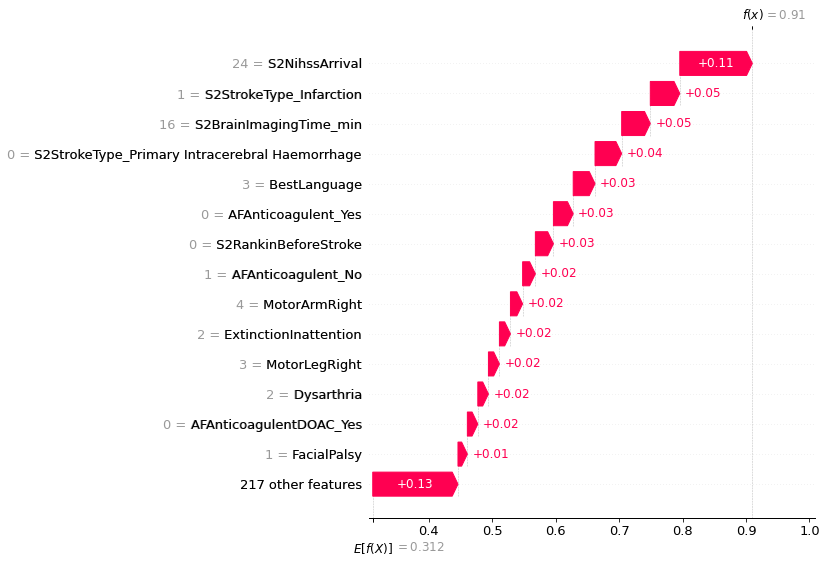 f(x) = 0.91
24 = S2NihssArrival
+0.11
1 = S2StrokeType_Infarction
+0.05
16 = S2BrainImagingTime_min
+0.05
0 = S2StrokeType_Primary Intracerebral Haemorrhage
+0.04
3 = BestLanguage
+0.03
0 = AFAnticoagulent_Yes
+0.03
0 = S2RankinBeforeStroke
+0.03
1 = AFAnticoagulent_No
+0.02
4 = MotorArmRight
+0.02
2 = ExtinctionInattention
+0.02
3 = MotorLegRight
+0.02
2 = Dysarthria
+0.02
0 = AFAnticoagulentDOAC_Yes
+0.02
1 = FacialPalsy
+0.01
217 other features
+0.13
0.4 0.5 0.6 0.7 0.8 0.9 1.0
E[f(X)] = 0.312